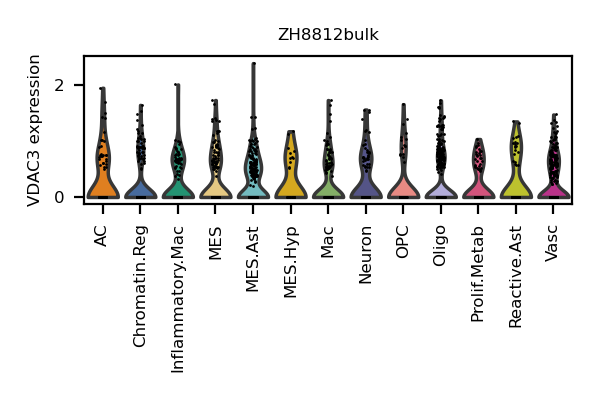 ZH8812bulk
VDAC3 expression
2
0
AC
Chromatin.Reg
Inflammatory.Mac
MES
MES.Ast
MES.Hyp
Mac
Neuron
OPC
Oligo
Prolif.Metab
Reactive.Ast
Vasc